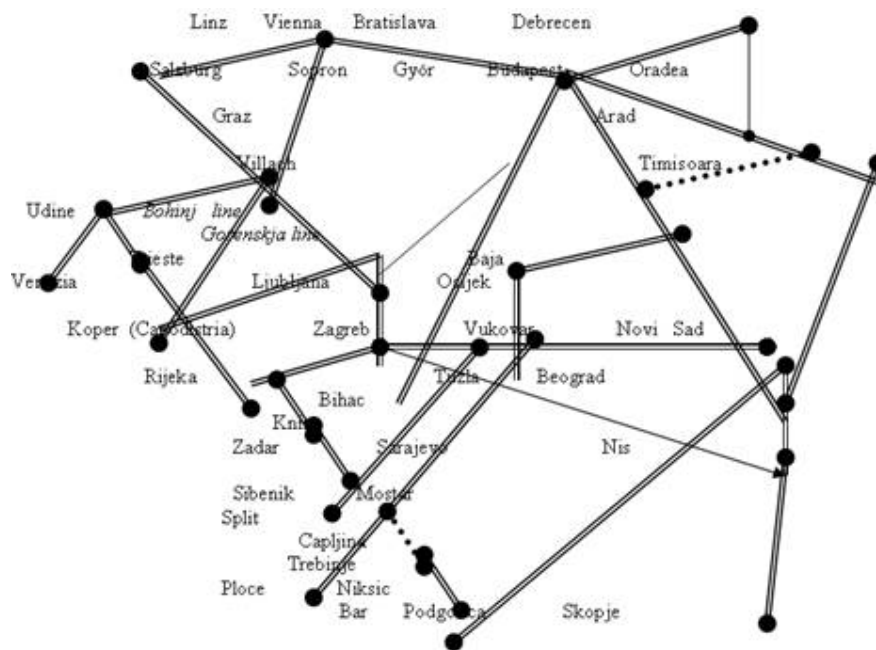 Linz Vienna Bratislava Debrecen
Salzburg Sopron Györ Budapest Oradea
Graz Arad
Villach Timisoara
Udine Bohinj line
Gorenskja line
Trieste Baja
Venezia Ljubljana Osijek
Koper (Capodistria) Zagreb Vukovar Novi Sad
Rijeka Tuzla Beograd
Bihac
Knin
Zadar Sarajevo Nis
Sibenik Mostar
Split
Capljina
Trebinje
Ploce Niksic
Bar Podgorica Skopje